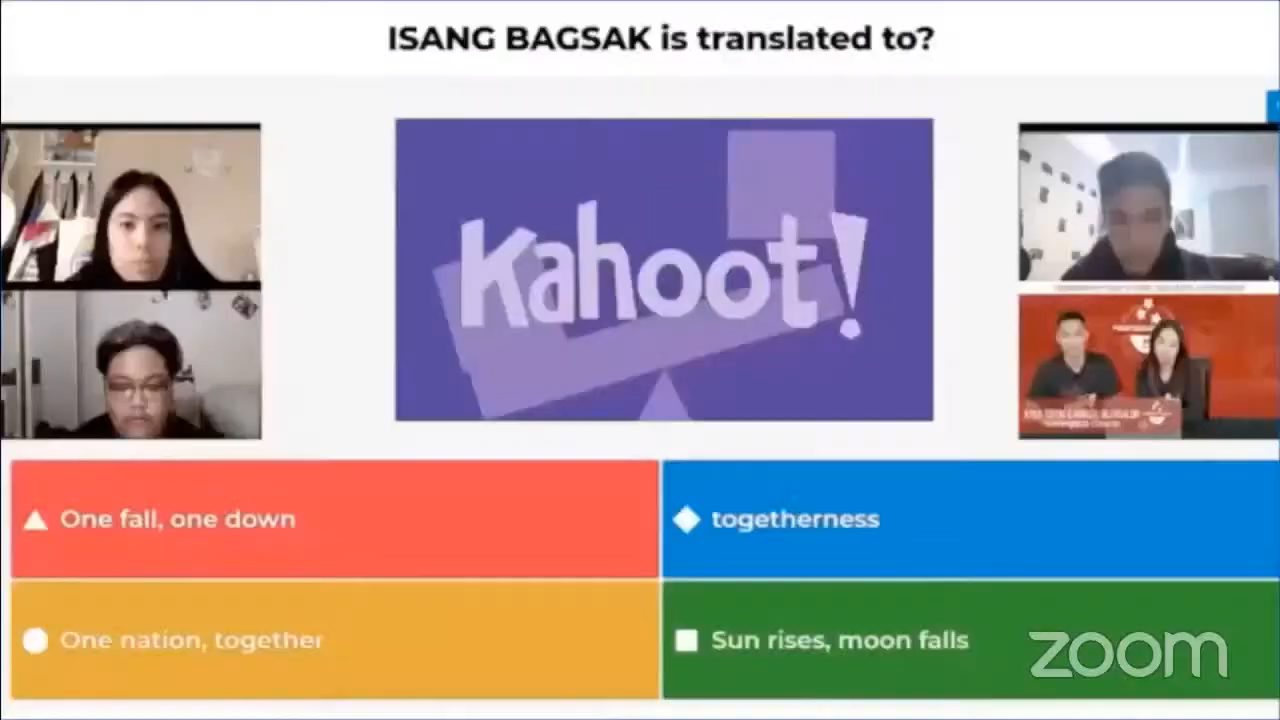 ISANG BAGSAK is translated to?
Kahoot!
One fall, one down
togetherness
One nation, together
Sun rises, moon falls
zoom